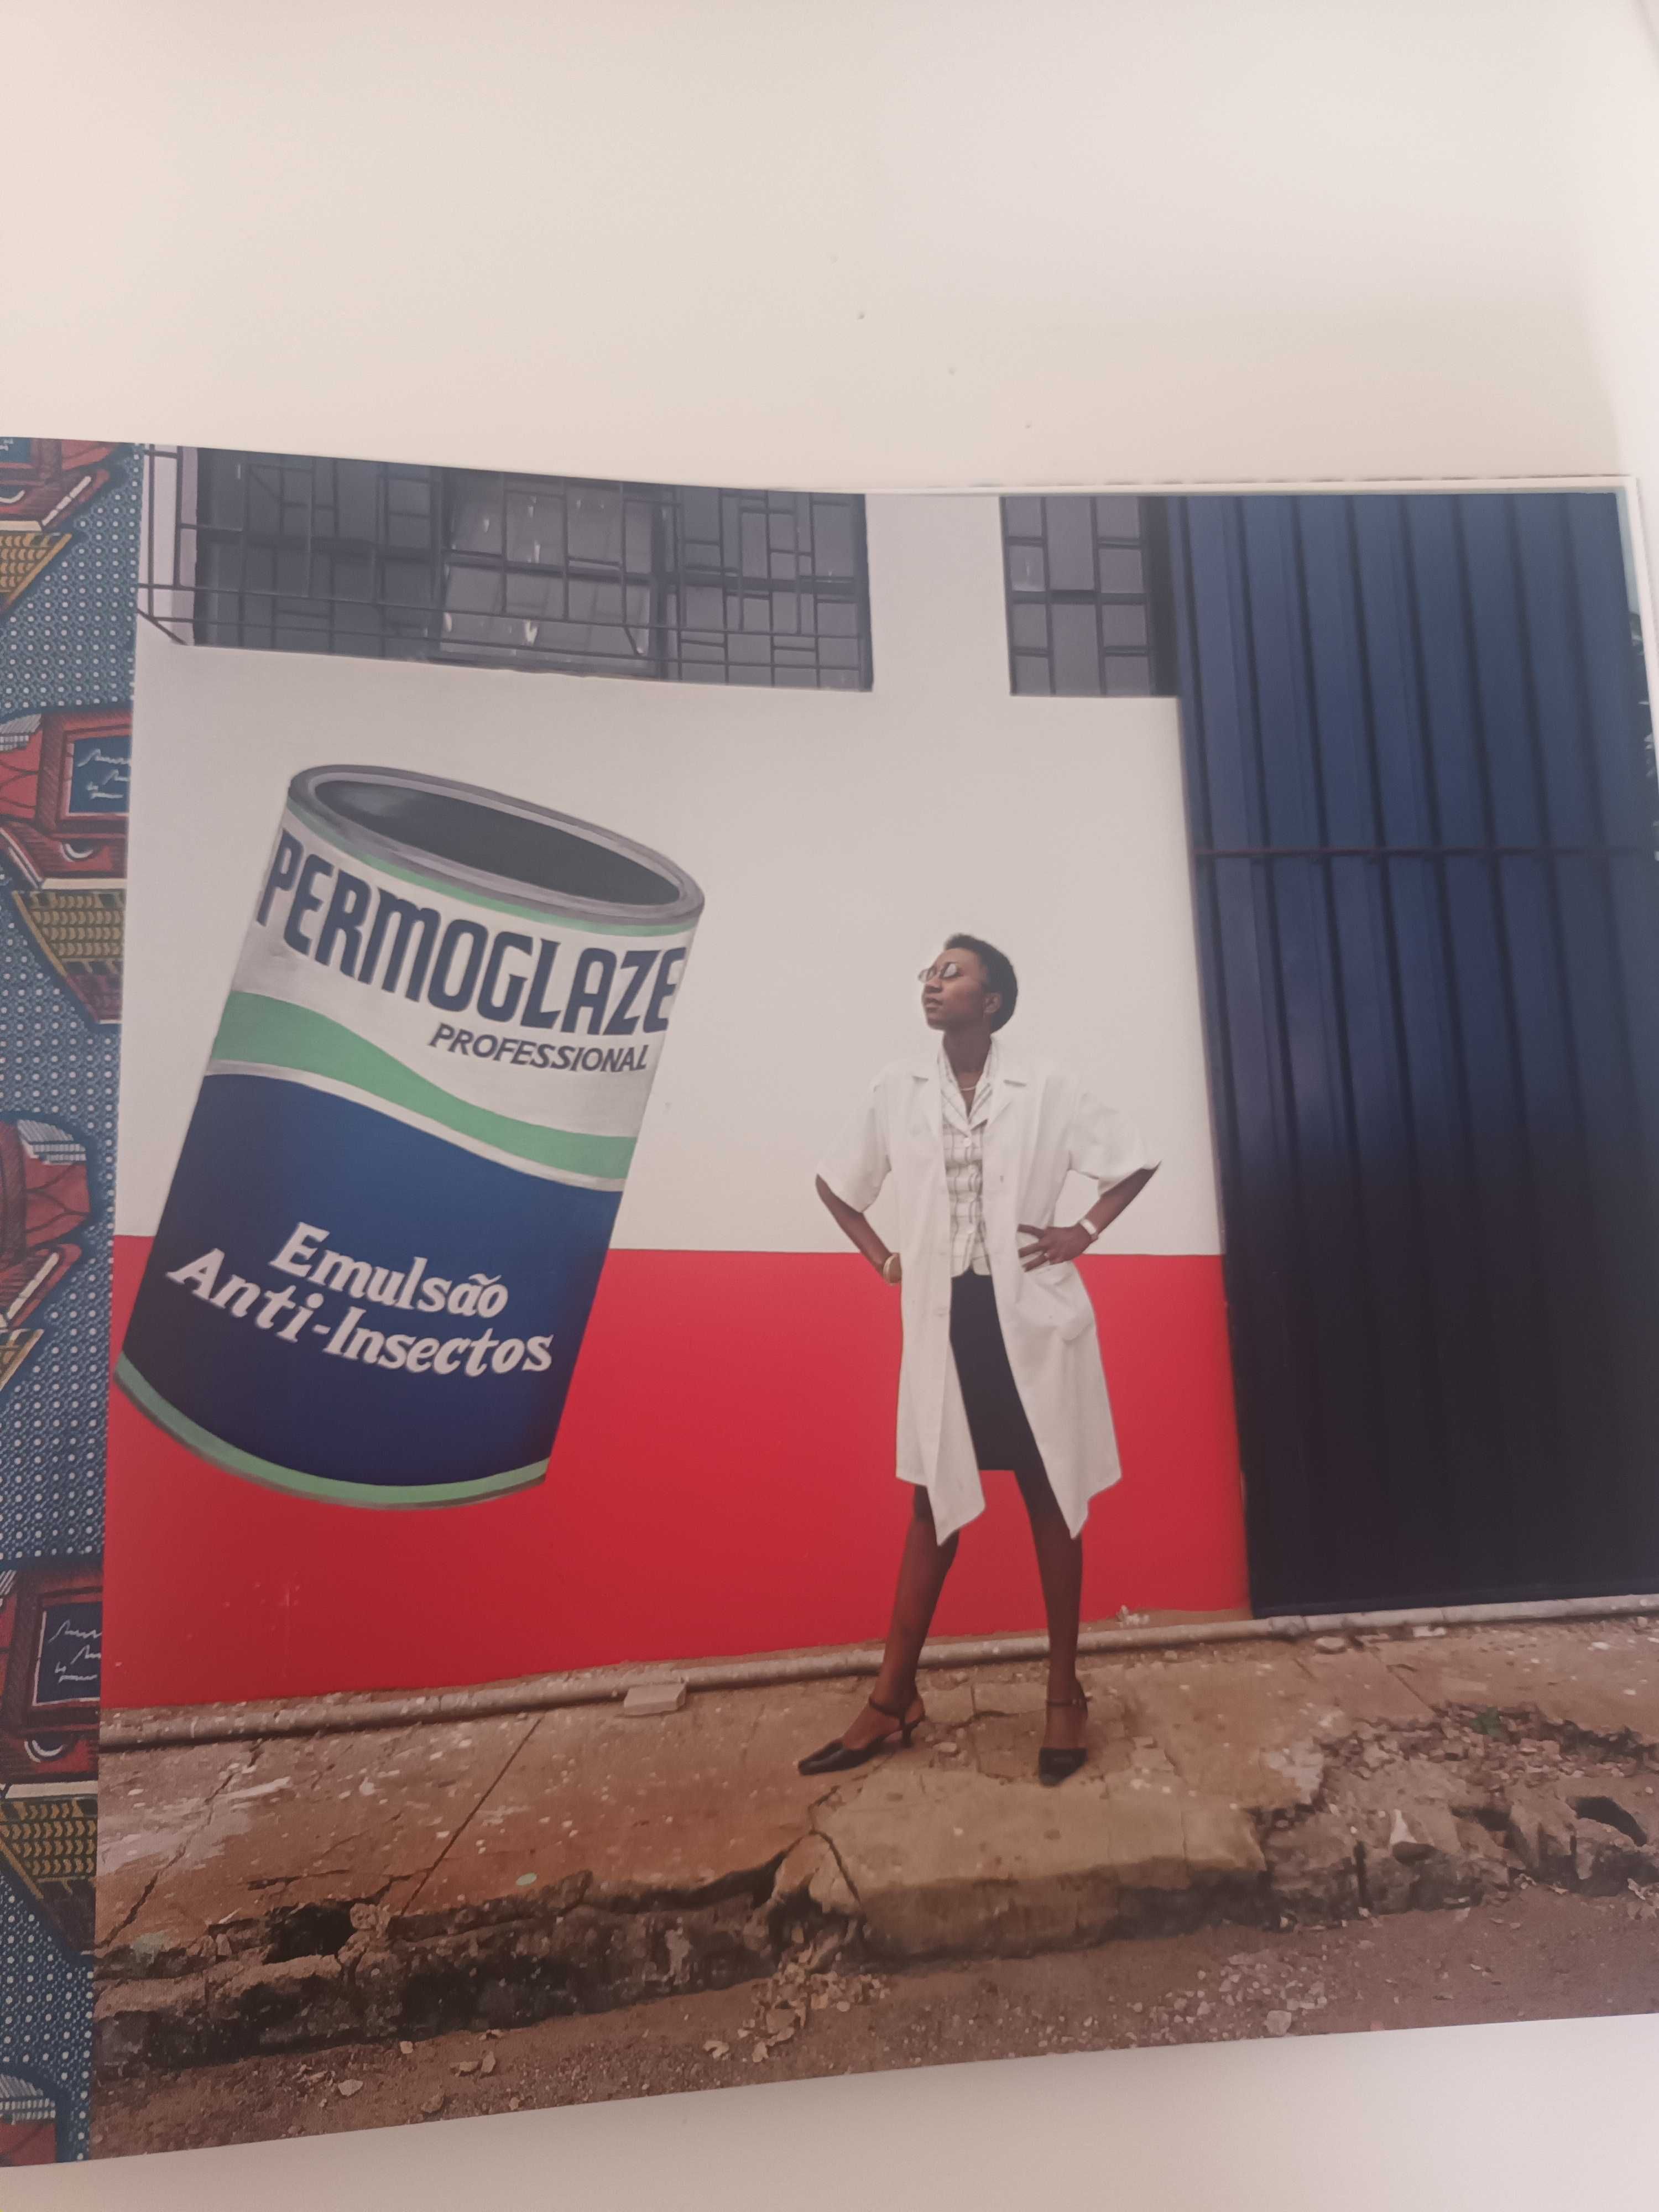 PERMOGLAZE
PROFESSIONAL
Emulsão
Anti-Insectos